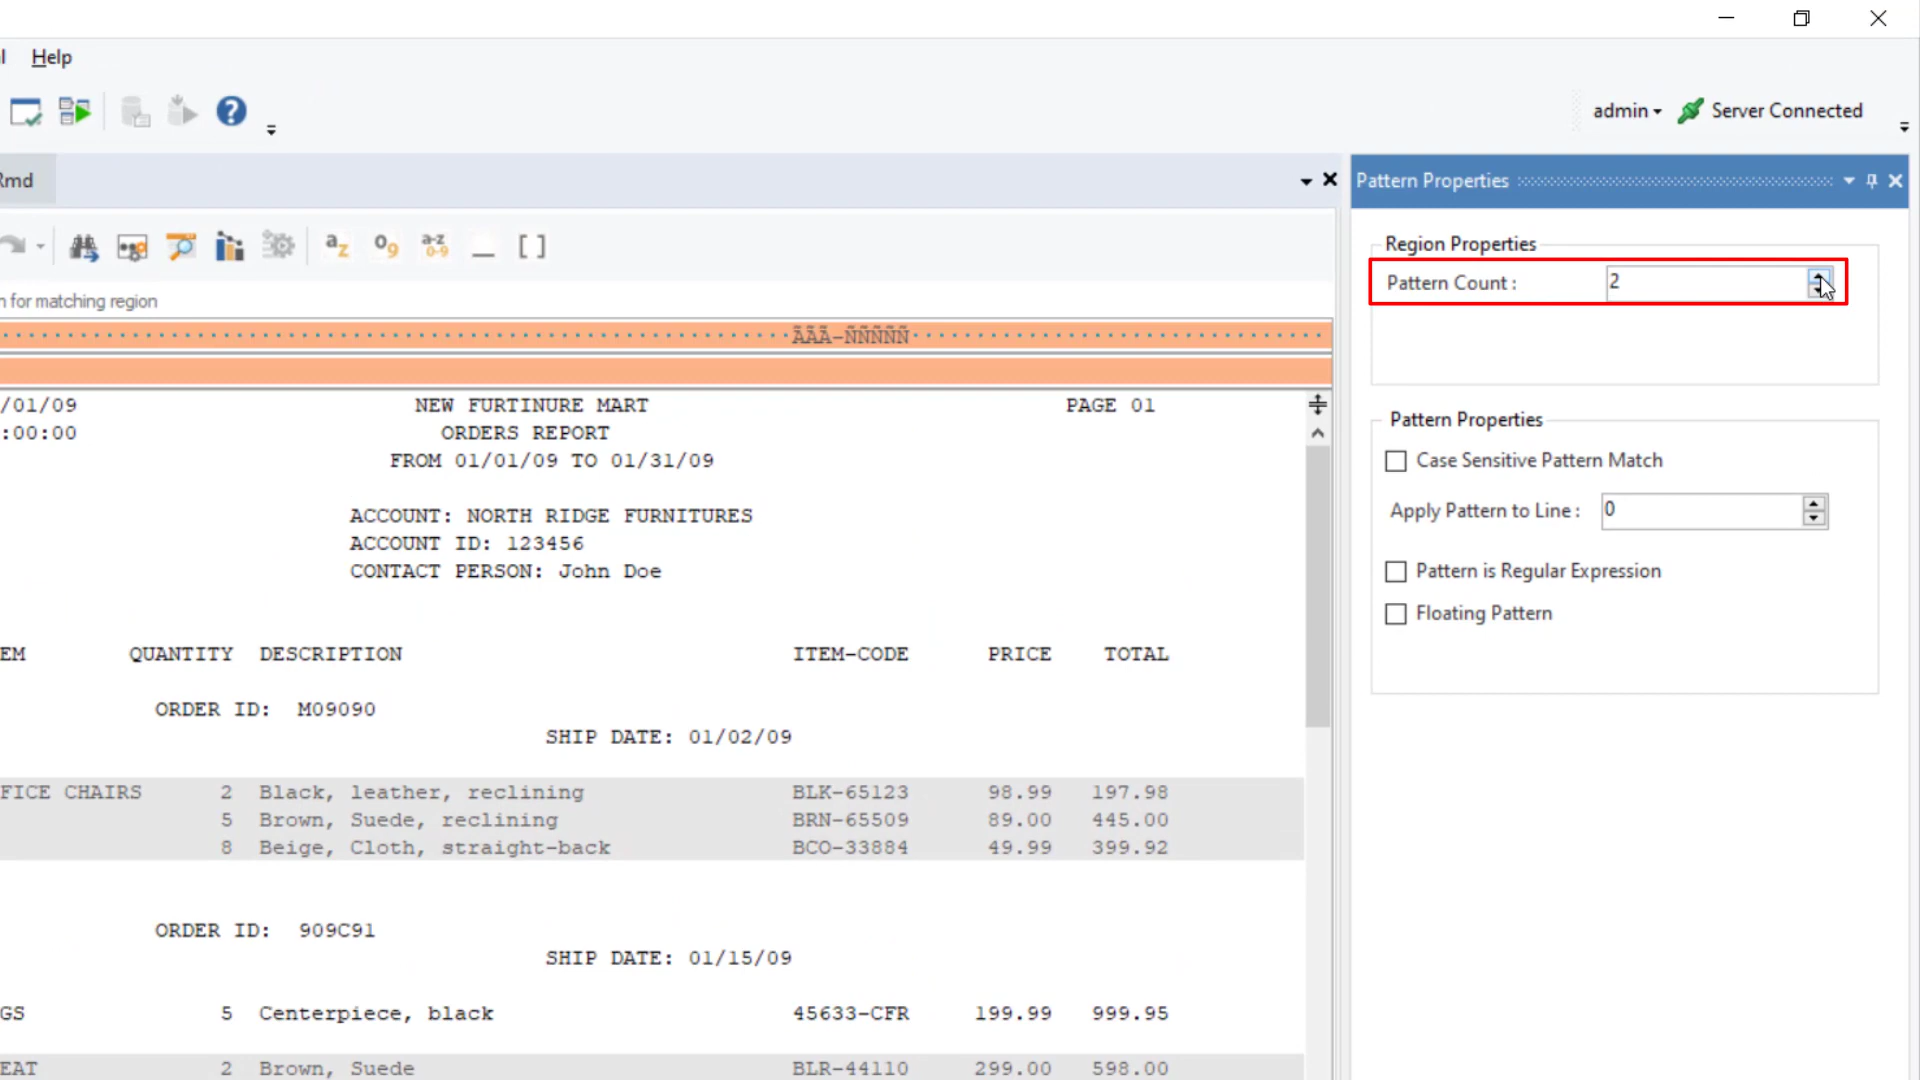 l Help
admin Server Connected
Rmd
Pattern Properties
a z 0 9 a-z 0-9 _ [ ]
Region Properties
Pattern Count : 2
n for matching region
ÃÃÃ-ÑÑÑÑÑ
/01/09 NEW FURTINURE MART PAGE 01
:00:00 ORDERS REPORT
FROM 01/01/09 TO 01/31/09
Pattern Properties
Case Sensitive Pattern Match
Apply Pattern to Line : 0
Pattern is Regular Expression
Floating Pattern
ACCOUNT: NORTH RIDGE FURNITURES
ACCOUNT ID: 123456
CONTACT PERSON: John Doe
EM QUANTITY DESCRIPTION ITEM-CODE PRICE TOTAL
ORDER ID: M09090
SHIP DATE: 01/02/09
FICE CHAIRS 2 Black, leather, reclining BLK-65123 98.99 197.98
5 Brown, Suede, reclining BRN-65509 89.00 445.00
8 Beige, Cloth, straight-back BCO-33884 49.99 399.92
ORDER ID: 909C91
SHIP DATE: 01/15/09
GS 5 Centerpiece, black 45633-CFR 199.99 999.95
EAT 2 Brown, Suede BLR-44110 299.00 598.00